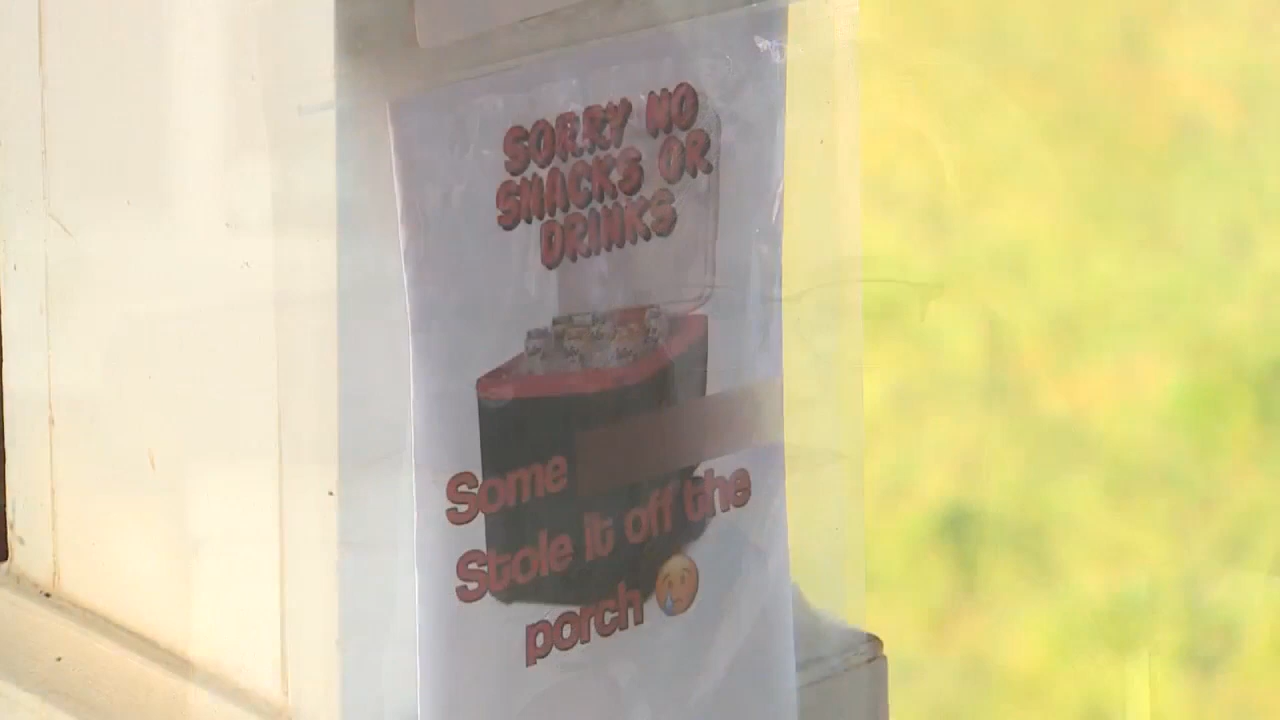 SORRY NO
SNACKS OR
DRINKS
Some
Stole it off the
porch 😢